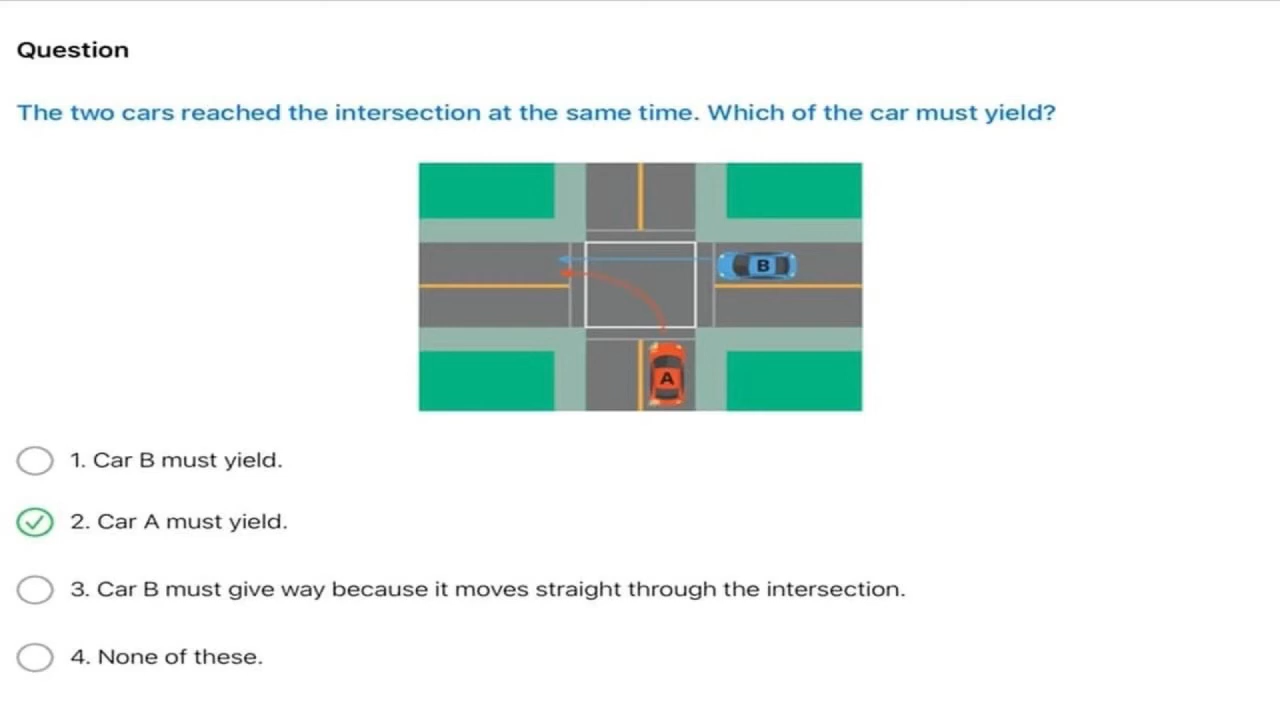 Question
The two cars reached the intersection at the same time. Which of the car must yield?
B
A
1. Car B must yield.
2. Car A must yield.
3. Car B must give way because it moves straight through the intersection.
4. None of these.